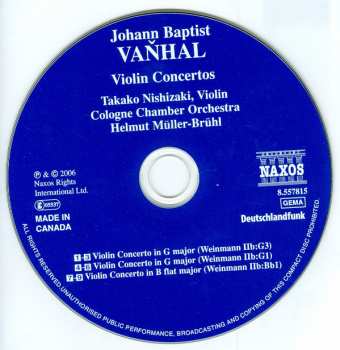 Johann Baptist
VAŇHAL
Violin Concertos
Takako Nishizaki, Violin
Cologne Chamber Orchestra
Helmut Müller-Brühl
℗ & © 2006
Naxos Rights
International Ltd.
05537
MADE IN
CANADA
NAXOS
8.557815
GEMA
Deutschlandfunk
1-3 Violin Concerto in G major (Weinmann IIb:G3)
4-6 Violin Concerto in G major (Weinmann IIb:G1)
7-9 Violin Concerto in B flat major (Weinmann IIb:Bb1)
ALL RIGHTS RESERVED. UNAUTHORISED PUBLIC PERFORMANCE, BROADCASTING AND COPYING OF THIS COMPACT DISC PROHIBITED.